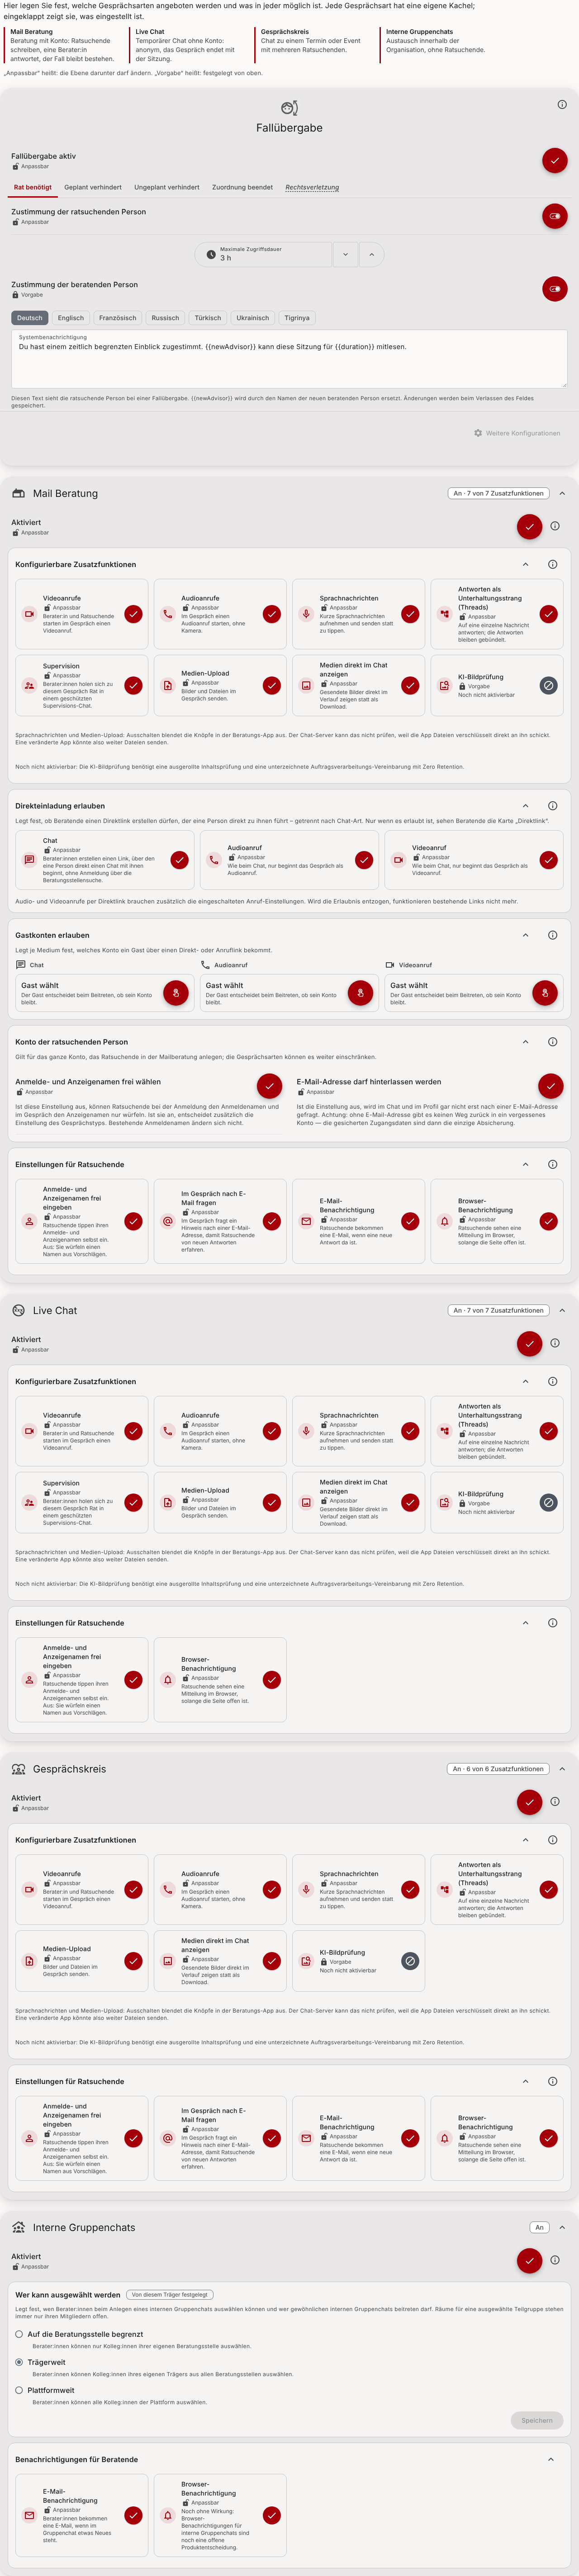 Hier legen Sie fest, welche Gesprächsarten angeboten werden und was in jeder möglich ist. Jede Gesprächsart hat eine eigene Kachel;
eingeklappt zeigt sie, was eingestellt ist.
Mail Beratung
Beratung mit Konto: Ratsuchende
schreiben, eine Berater:in
antwortet, der Fall bleibt bestehen.
Live Chat
Temporärer Chat ohne Konto:
anonym, das Gespräch endet mit
der Sitzung.
Gesprächskreis
Chat zu einem Termin oder Event
mit mehreren Ratsuchenden.
Interne Gruppenchats
Austausch innerhalb der
Organisation, ohne Ratsuchende.
„Anpassbar“ heißt: die Ebene darunter darf ändern. „Vorgabe“ heißt: festgelegt von oben.
Fallübergabe
Fallübergabe aktiv
Anpassbar
Rat benötigt
Geplant verhindert
Ungeplant verhindert
Zuordnung beendet
Rechtsverletzung
Zustimmung der ratsuchenden Person
Anpassbar
Maximale Zugriffsdauer
3 h
Zustimmung der beratenden Person
Vorgabe
Deutsch
Englisch
Französisch
Russisch
Türkisch
Ukrainisch
Tigrinya
Systembenachrichtigung
Du hast einem zeitlich begrenzten Einblick zugestimmt. {{newAdvisor}} kann diese Sitzung für {{duration}} mitlesen.
Diesen Text sieht die ratsuchende Person bei einer Fallübergabe. {{newAdvisor}} wird durch den Namen der neuen beratenden Person ersetzt. Änderungen werden beim Verlassen des Feldes
gespeichert.
Weitere Konfigurationen
Mail Beratung
An · 7 von 7 Zusatzfunktionen
Aktiviert
Anpassbar
Konfigurierbare Zusatzfunktionen
Videoanrufe
Anpassbar
Berater:in und Ratsuchende
starten im Gespräch einen
Videoanruf.
Audioanrufe
Anpassbar
Im Gespräch einen
Audioanruf starten, ohne
Kamera.
Sprachnachrichten
Anpassbar
Kurze Sprachnachrichten
aufnehmen und senden statt
zu tippen.
Antworten als
Unterhaltungsstrang
(Threads)
Anpassbar
Auf eine einzelne Nachricht
antworten; die Antworten
bleiben gebündelt.
Supervision
Anpassbar
Berater:innen holen sich zu
diesem Gespräch Rat in
einem geschützten
Supervisions-Chat.
Medien-Upload
Anpassbar
Bilder und Dateien im
Gespräch senden.
Medien direkt im Chat
anzeigen
Anpassbar
Gesendete Bilder direkt im
Verlauf zeigen statt als
Download.
KI-Bildprüfung
Vorgabe
Noch nicht aktivierbar
Sprachnachrichten und Medien-Upload: Ausschalten blendet die Knöpfe in der Beratungs-App aus. Der Chat-Server kann das nicht prüfen, weil die App Dateien verschlüsselt direkt an ihn schickt.
Eine veränderte App könnte also weiter Dateien senden.
Noch nicht aktivierbar: Die KI-Bildprüfung benötigt eine ausgerollte Inhaltsprüfung und eine unterzeichnete Auftragsverarbeitungs-Vereinbarung mit Zero Retention.
Direkteinladung erlauben
Legt fest, ob Beratende einen Direktlink erstellen dürfen, der eine Person direkt zu ihnen führt – getrennt nach Chat-Art. Nur wenn es erlaubt ist, sehen Beratende die Karte „Direktlink“.
Chat
Anpassbar
Berater:innen erstellen einen Link, über den
eine Person direkt einen Chat mit ihnen
beginnt, ohne Anmeldung über die
Beratungsstellensuche.
Audioanruf
Anpassbar
Wie beim Chat, nur beginnt das Gespräch als
Audioanruf.
Videoanruf
Anpassbar
Wie beim Chat, nur beginnt das Gespräch als
Videoanruf.
Audio- und Videoanrufe per Direktlink brauchen zusätzlich die eingeschalteten Anruf-Einstellungen. Wird die Erlaubnis entzogen, funktionieren bestehende Links nicht mehr.
Gastkonten erlauben
Legt je Medium fest, welches Konto ein Gast über einen Direkt- oder Anruflink bekommt.
Chat
Audioanruf
Videoanruf
Gast wählt
Der Gast entscheidet beim Beitreten, ob sein Konto
bleibt.
Gast wählt
Der Gast entscheidet beim Beitreten, ob sein Konto
bleibt.
Gast wählt
Der Gast entscheidet beim Beitreten, ob sein Konto
bleibt.
Konto der ratsuchenden Person
Gilt für das ganze Konto, das Ratsuchende in der Mailberatung anlegen; die Gesprächsarten können es weiter einschränken.
Anmelde- und Anzeigenamen frei wählen
Anpassbar
Ist diese Einstellung aus, können Ratsuchende bei der Anmeldung den Anmeldenamen und
im Gespräch den Anzeigenamen nur würfeln. Ist sie an, entscheidet zusätzlich die
Einstellung des Gesprächstyps. Bestehende Anmeldenamen ändern sich nicht.
E-Mail-Adresse darf hinterlassen werden
Anpassbar
Ist die Einstellung aus, wird im Chat und im Profil gar nicht erst nach einer E-Mail-Adresse
gefragt. Achtung: ohne E-Mail-Adresse gibt es keinen Weg zurück in ein vergessenes
Konto — die gesicherten Zugangsdaten sind dann die einzige Absicherung.
Einstellungen für Ratsuchende
Anmelde- und
Anzeigenamen frei
eingeben
Anpassbar
Ratsuchende tippen ihren
Anmelde- und
Anzeigenamen selbst ein.
Aus: Sie würfeln einen
Namen aus Vorschlägen.
Im Gespräch nach E-
Mail fragen
Anpassbar
Im Gespräch fragt ein
Hinweis nach einer E-Mail-
Adresse, damit Ratsuchende
von neuen Antworten
erfahren.
E-Mail-
Benachrichtigung
Anpassbar
Ratsuchende bekommen
eine E-Mail, wenn eine neue
Antwort da ist.
Browser-
Benachrichtigung
Anpassbar
Ratsuchende sehen eine
Mitteilung im Browser,
solange die Seite offen ist.
Live Chat
An · 7 von 7 Zusatzfunktionen
Aktiviert
Anpassbar
Konfigurierbare Zusatzfunktionen
Videoanrufe
Anpassbar
Berater:in und Ratsuchende
starten im Gespräch einen
Videoanruf.
Audioanrufe
Anpassbar
Im Gespräch einen
Audioanruf starten, ohne
Kamera.
Sprachnachrichten
Anpassbar
Kurze Sprachnachrichten
aufnehmen und senden statt
zu tippen.
Antworten als
Unterhaltungsstrang
(Threads)
Anpassbar
Auf eine einzelne Nachricht
antworten; die Antworten
bleiben gebündelt.
Supervision
Anpassbar
Berater:innen holen sich zu
diesem Gespräch Rat in
einem geschützten
Supervisions-Chat.
Medien-Upload
Anpassbar
Bilder und Dateien im
Gespräch senden.
Medien direkt im Chat
anzeigen
Anpassbar
Gesendete Bilder direkt im
Verlauf zeigen statt als
Download.
KI-Bildprüfung
Vorgabe
Noch nicht aktivierbar
Sprachnachrichten und Medien-Upload: Ausschalten blendet die Knöpfe in der Beratungs-App aus. Der Chat-Server kann das nicht prüfen, weil die App Dateien verschlüsselt direkt an ihn schickt.
Eine veränderte App könnte also weiter Dateien senden.
Noch nicht aktivierbar: Die KI-Bildprüfung benötigt eine ausgerollte Inhaltsprüfung und eine unterzeichnete Auftragsverarbeitungs-Vereinbarung mit Zero Retention.
Einstellungen für Ratsuchende
Anmelde- und
Anzeigenamen frei
eingeben
Anpassbar
Ratsuchende tippen ihren
Anmelde- und
Anzeigenamen selbst ein.
Aus: Sie würfeln einen
Namen aus Vorschlägen.
Browser-
Benachrichtigung
Anpassbar
Ratsuchende sehen eine
Mitteilung im Browser,
solange die Seite offen ist.
Gesprächskreis
An · 6 von 6 Zusatzfunktionen
Aktiviert
Anpassbar
Konfigurierbare Zusatzfunktionen
Videoanrufe
Anpassbar
Berater:in und Ratsuchende
starten im Gespräch einen
Videoanruf.
Audioanrufe
Anpassbar
Im Gespräch einen
Audioanruf starten, ohne
Kamera.
Sprachnachrichten
Anpassbar
Kurze Sprachnachrichten
aufnehmen und senden statt
zu tippen.
Antworten als
Unterhaltungsstrang
(Threads)
Anpassbar
Auf eine einzelne Nachricht
antworten; die Antworten
bleiben gebündelt.
Medien-Upload
Anpassbar
Bilder und Dateien im
Gespräch senden.
Medien direkt im Chat
anzeigen
Anpassbar
Gesendete Bilder direkt im
Verlauf zeigen statt als
Download.
KI-Bildprüfung
Vorgabe
Noch nicht aktivierbar
Sprachnachrichten und Medien-Upload: Ausschalten blendet die Knöpfe in der Beratungs-App aus. Der Chat-Server kann das nicht prüfen, weil die App Dateien verschlüsselt direkt an ihn schickt.
Eine veränderte App könnte also weiter Dateien senden.
Noch nicht aktivierbar: Die KI-Bildprüfung benötigt eine ausgerollte Inhaltsprüfung und eine unterzeichnete Auftragsverarbeitungs-Vereinbarung mit Zero Retention.
Einstellungen für Ratsuchende
Anmelde- und
Anzeigenamen frei
eingeben
Anpassbar
Ratsuchende tippen ihren
Anmelde- und
Anzeigenamen selbst ein.
Aus: Sie würfeln einen
Namen aus Vorschlägen.
Im Gespräch nach E-
Mail fragen
Anpassbar
Im Gespräch fragt ein
Hinweis nach einer E-Mail-
Adresse, damit Ratsuchende
von neuen Antworten
erfahren.
E-Mail-
Benachrichtigung
Anpassbar
Ratsuchende bekommen
eine E-Mail, wenn eine neue
Antwort da ist.
Browser-
Benachrichtigung
Anpassbar
Ratsuchende sehen eine
Mitteilung im Browser,
solange die Seite offen ist.
Interne Gruppenchats
An
Aktiviert
Anpassbar
Wer kann ausgewählt werden
Von diesem Träger festgelegt
Legt fest, wen Berater:innen beim Anlegen eines internen Gruppenchats auswählen können und wer gewöhnlichen internen Gruppenchats beitreten darf. Räume für eine ausgewählte Teilgruppe stehen
immer nur ihren Mitgliedern offen.
Auf die Beratungsstelle begrenzt
Berater:innen können nur Kolleg:innen ihrer eigenen Beratungsstelle auswählen.
Trägerweit
Berater:innen können Kolleg:innen ihres eigenen Trägers aus allen Beratungsstellen auswählen.
Plattformweit
Berater:innen können alle Kolleg:innen der Plattform auswählen.
Speichern
Benachrichtigungen für Beratende
E-Mail-
Benachrichtigung
Anpassbar
Berater:innen bekommen
eine E-Mail, wenn im
Gruppenchat etwas Neues
steht.
Browser-
Benachrichtigung
Anpassbar
Noch ohne Wirkung:
Browser-
Benachrichtigungen für
interne Gruppenchats sind
noch eine offene
Produktentscheidung.